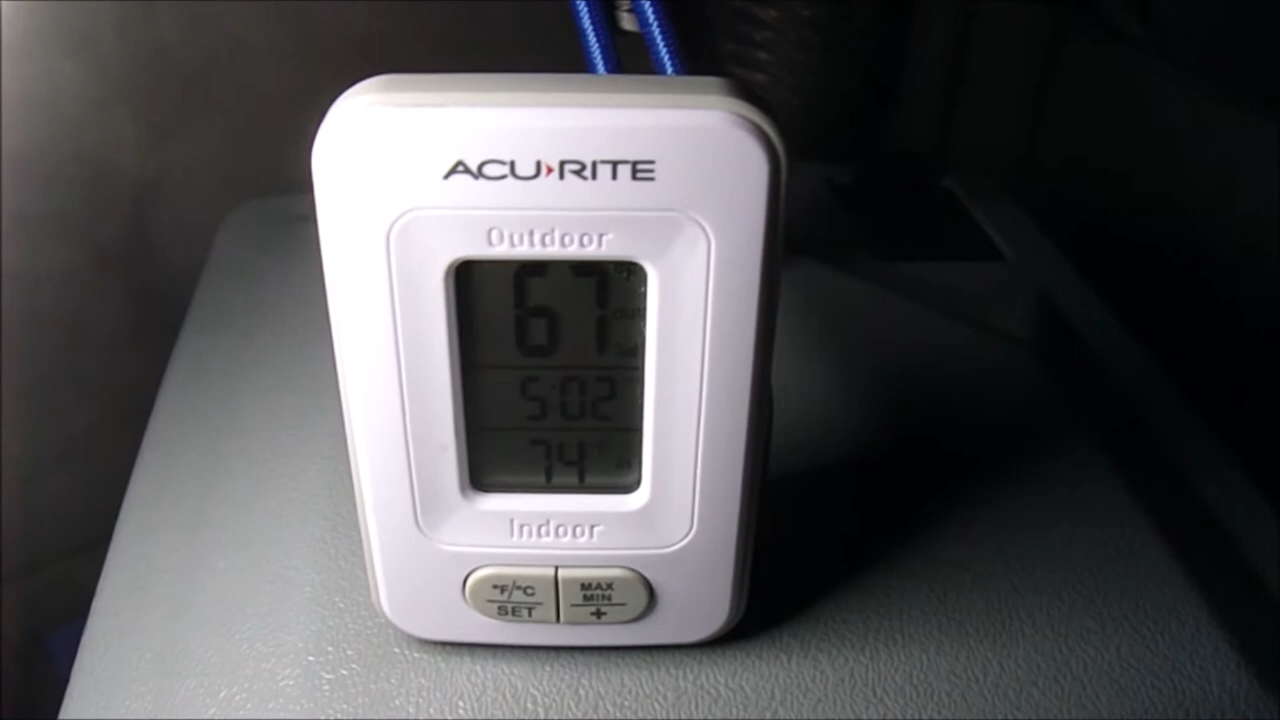 ACU›RITE
Outdoor
67
5:02
74
Indoor
°F/°C
SET
MAX
MIN
+